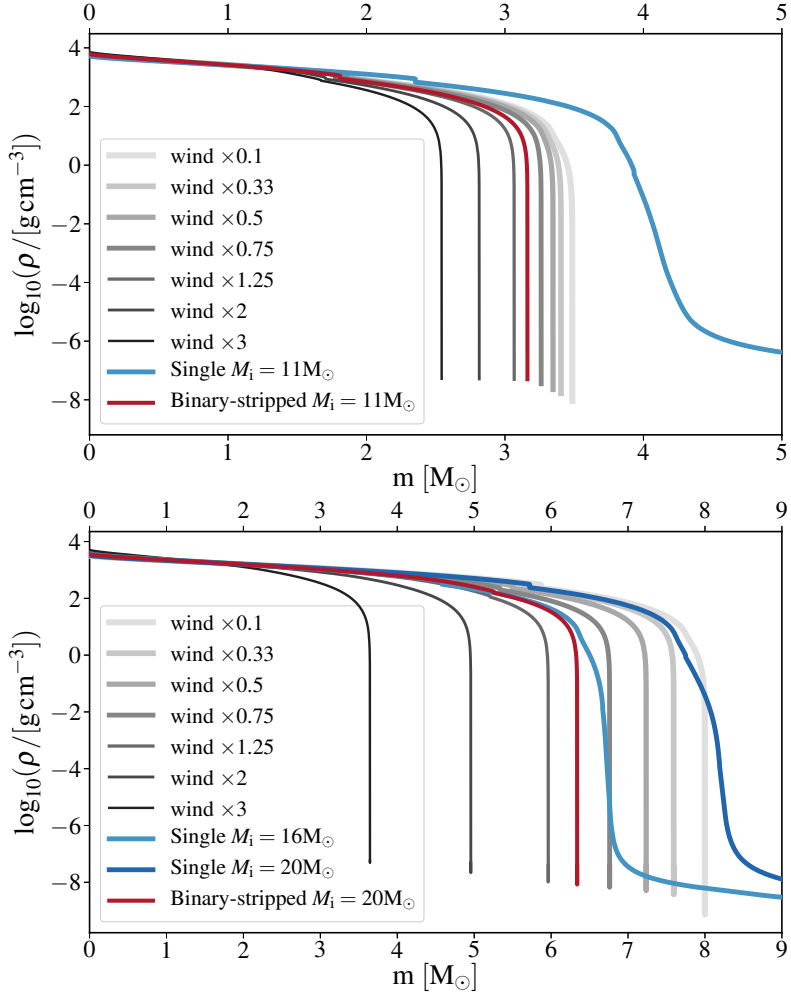 0 1 2 3 4 5
4
2
0
−2
−4
−6
−8
log₁₀(ρ/[g cm⁻³])
wind ×0.1
wind ×0.33
wind ×0.5
wind ×0.75
wind ×1.25
wind ×2
wind ×3
Single Mᵢ = 11M☉
Binary-stripped Mᵢ = 11M☉
0 1 2 3 4 5
m [M☉]
0 1 2 3 4 5 6 7 8 9
4
2
0
−2
−4
−6
−8
log₁₀(ρ/[g cm⁻³])
wind ×0.1
wind ×0.33
wind ×0.5
wind ×0.75
wind ×1.25
wind ×2
wind ×3
Single Mᵢ = 16M☉
Single Mᵢ = 20M☉
Binary-stripped Mᵢ = 20M☉
0 1 2 3 4 5 6 7 8 9
m [M☉]